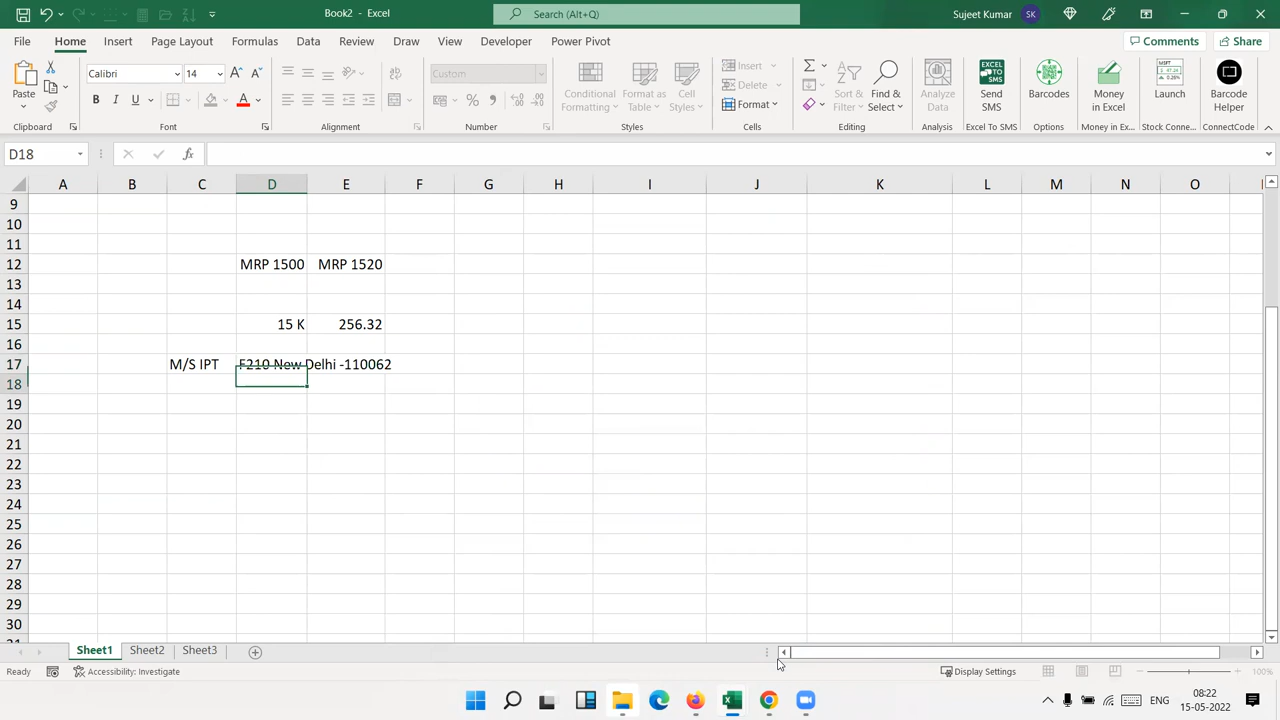 Book2 - Excel
Search (Alt+Q)
Sujeet Kumar SK
File Home Insert Page Layout Formulas Data Review View Draw Developer Power Pivot Comments Share
Paste
Calibri 14
B I U
Custom
Conditional Formatting
Format as Table
Cell Styles
Insert
Delete
Format
Sort & Filter
Find & Select
Analyze Data
Send SMS
Barcodes
Money in Excel
Launch
Barcode Helper
Clipboard Font Alignment Number Styles Cells Editing Analysis Excel To SMS Options Money in Ex... Stock Conne... ConnectCode
D18 fx
A B C D E F G H I J K L M N O
9
10
11
12 MRP 1500 MRP 1520
13
14
15 15 K 256.32
16
17 M/S IPT F210 New Delhi -110062
18
19
20
21
22
23
24
25
26
27
28
29
30
Sheet1 Sheet2 Sheet3
Ready Accessibility: Investigate Display Settings 100%
ENG 08:22
15-05-2022